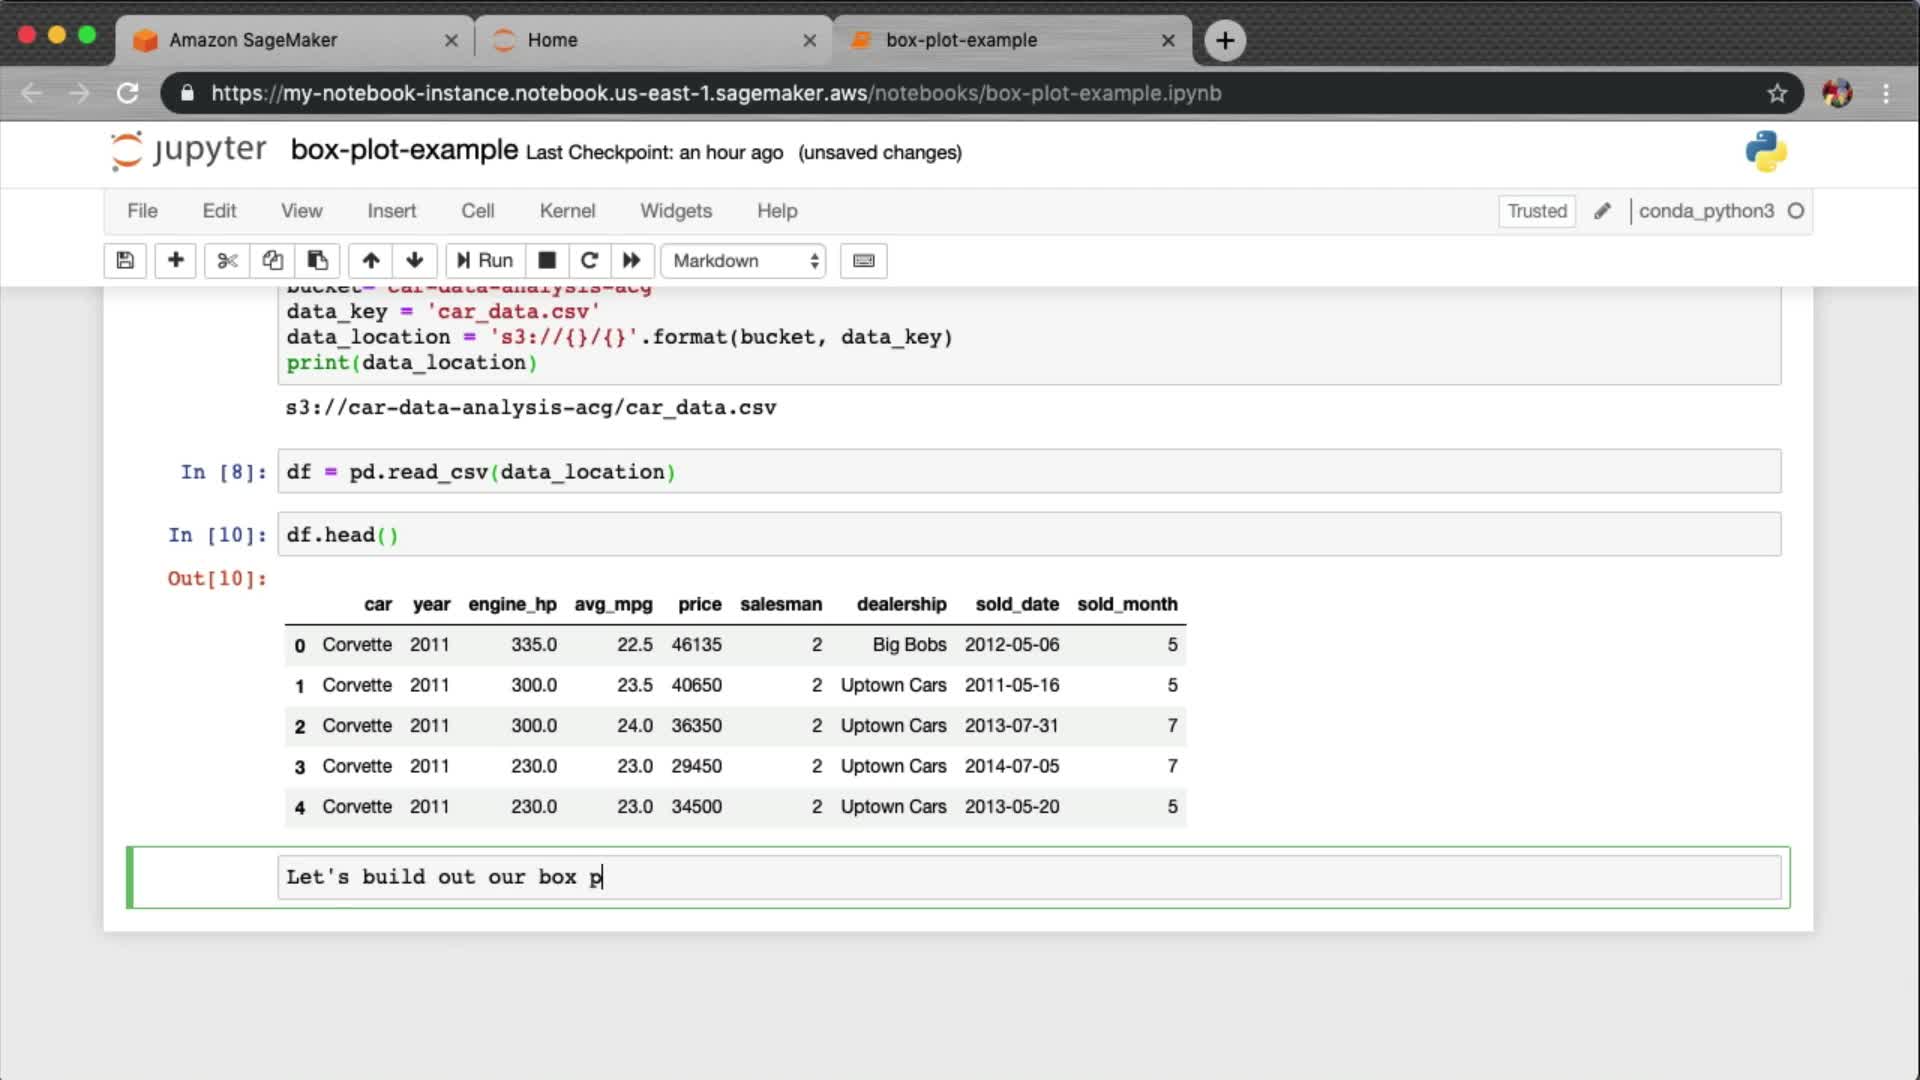 Amazon SageMaker
Home
box-plot-example
https://my-notebook-instance.notebook.us-east-1.sagemaker.aws/notebooks/box-plot-example.ipynb
jupyter box-plot-example Last Checkpoint: an hour ago (unsaved changes)
File Edit View Insert Cell Kernel Widgets Help Trusted conda_python3
Run Markdown
bucket='car-data-analysis-acg'
data_key = 'car_data.csv'
data_location = 's3://{}/{}'.format(bucket, data_key)
print(data_location)
s3://car-data-analysis-acg/car_data.csv
In [8]: df = pd.read_csv(data_location)
In [10]: df.head()
Out[10]:
car year engine_hp avg_mpg price salesman dealership sold_date sold_month
0 Corvette 2011 335.0 22.5 46135 2 Big Bobs 2012-05-06 5
1 Corvette 2011 300.0 23.5 40650 2 Uptown Cars 2011-05-16 5
2 Corvette 2011 300.0 24.0 36350 2 Uptown Cars 2013-07-31 7
3 Corvette 2011 230.0 23.0 29450 2 Uptown Cars 2014-07-05 7
4 Corvette 2011 230.0 23.0 34500 2 Uptown Cars 2013-05-20 5
Let's build out our box p